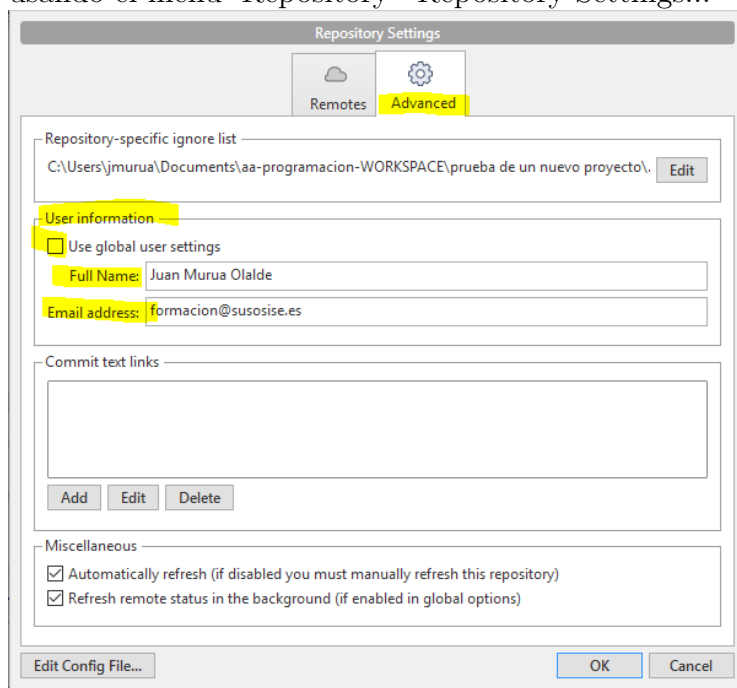 usando el menú "Repository" "Repository Settings...
Repository Settings
Remotes
Advanced
Repository-specific ignore list
C:\Users\jmurua\Documents\aa-programacion-WORKSPACE\prueba de un nuevo proyecto\.
Edit
User information
Use global user settings
Full Name: Juan Murua Olalde
Email address: formacion@susosise.es
Commit text links
Add Edit Delete
Miscellaneous
Automatically refresh (if disabled you must manually refresh this repository)
Refresh remote status in the background (if enabled in global options)
Edit Config File... OK Cancel